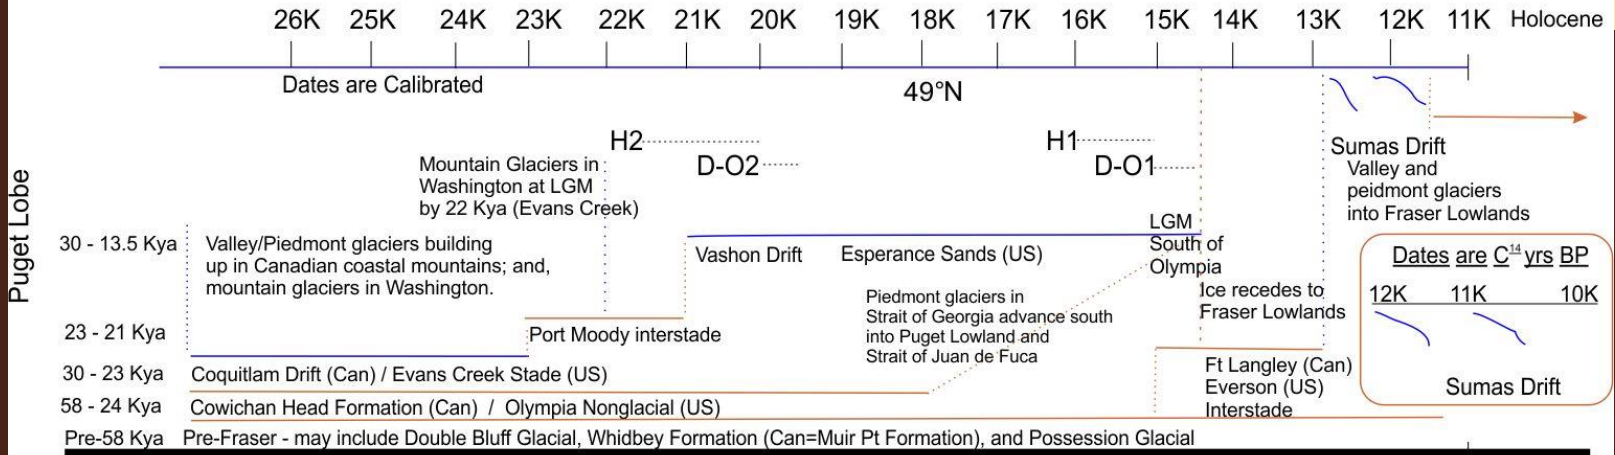 26K 25K 24K 23K 22K 21K 20K 19K 18K 17K 16K 15K 14K 13K 12K 11K Holocene
Dates are Calibrated
49°N
H2
H1
D-O2
D-O1
Mountain Glaciers in
Washington at LGM
by 22 Kya (Evans Creek)
Sumas Drift
Valley and
peidmont glaciers
into Fraser Lowlands
Puget Lobe
30 - 13.5 Kya
Valley/Piedmont glaciers building
up in Canadian coastal mountains; and,
mountain glaciers in Washington.
Vashon Drift
Esperance Sands (US)
LGM
South of
Olympia
Ice recedes to
Fraser Lowlands
Piedmont glaciers in
Strait of Georgia advance south
into Puget Lowland and
Strait of Juan de Fuca
Dates are C14 yrs BP
12K 11K 10K
Sumas Drift
23 - 21 Kya
Port Moody interstade
30 - 23 Kya
Coquitlam Drift (Can) / Evans Creek Stade (US)
Ft Langley (Can)
Everson (US)
Interstade
58 - 24 Kya
Cowichan Head Formation (Can) / Olympia Nonglacial (US)
Pre-58 Kya
Pre-Fraser - may include Double Bluff Glacial, Whidbey Formation (Can=Muir Pt Formation), and Possession Glacial